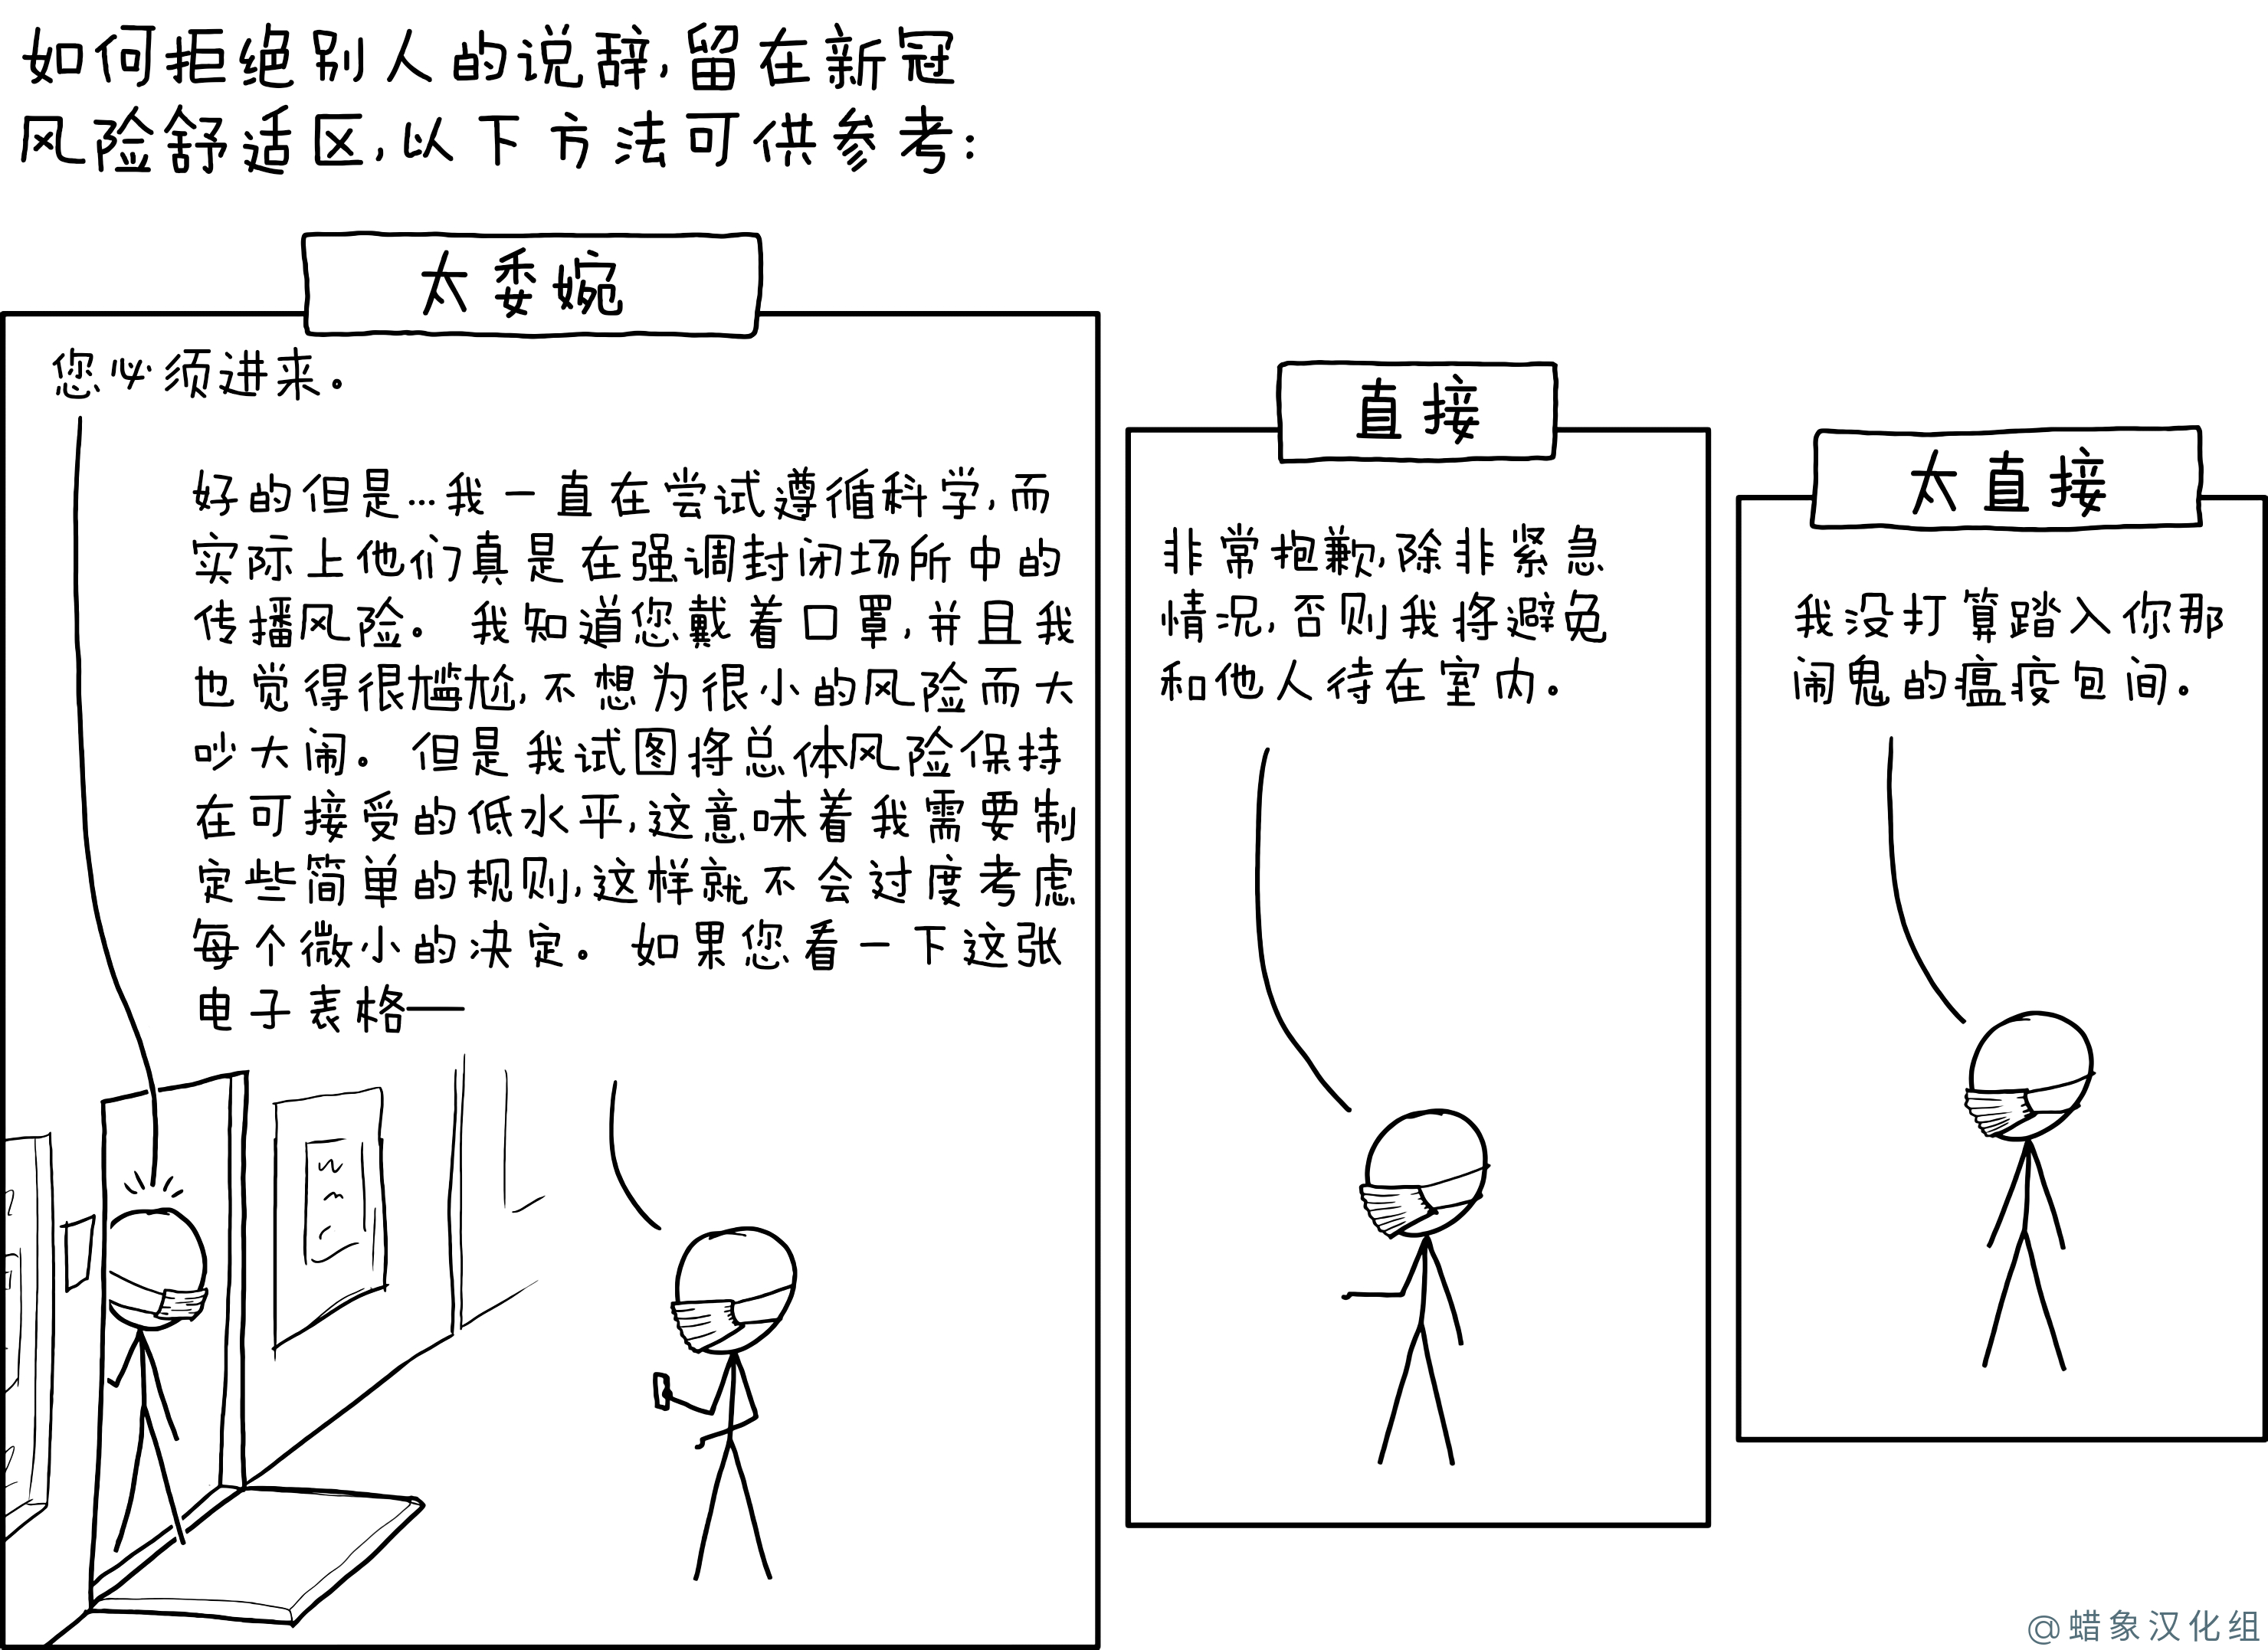 如何拒绝别人的说辞,留在新冠
风险舒适区,以下方法可供参考:
太委婉
您必须进来。
好的但是…我一直在尝试遵循科学,而
实际上他们真是在强调封闭场所中的
传播风险。我知道您戴着口罩,并且我
也觉得很尴尬,不想为很小的风险而大
吵大闹。但是我试图将总体风险保持
在可接受的低水平,这意味着我需要制
定些简单的规则,这样就不会过度考虑
每个微小的决定。如果您看一下这张
电子表格——
直接
非常抱歉,除非紧急
情况,否则我将避免
和他人待在室内。
太直接
我没打算踏入你那
闹鬼的瘟疫包间。
@蜡象汉化组